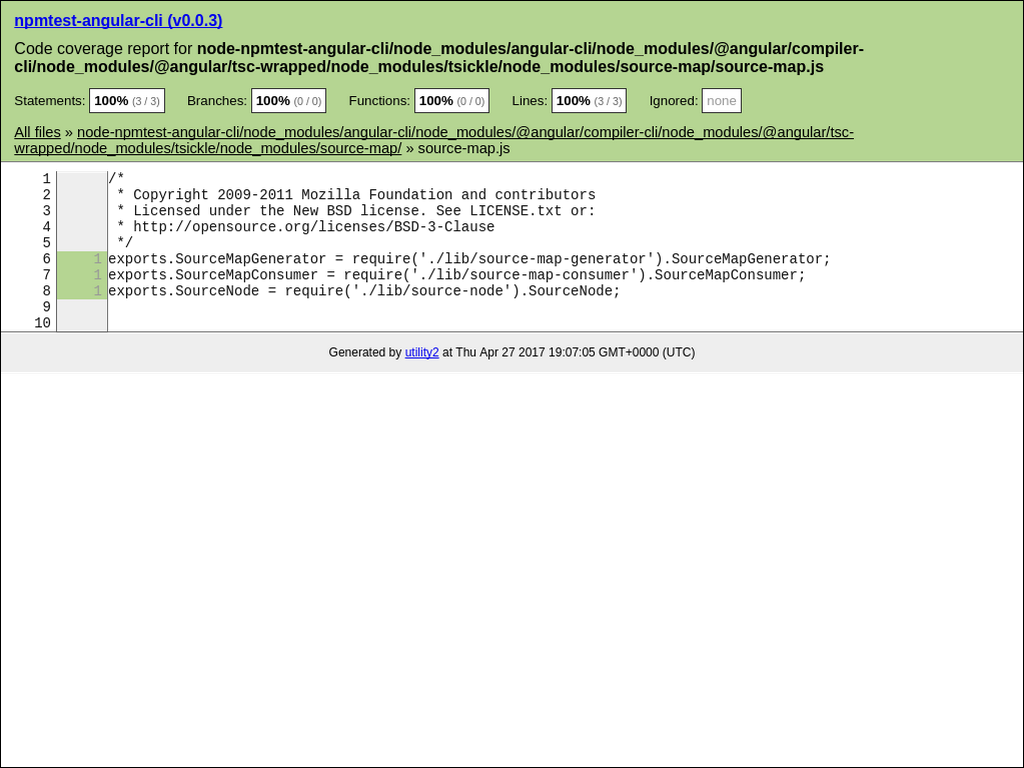 npmtest-angular-cli (v0.0.3)
Code coverage report for node-npmtest-angular-cli/node_modules/angular-cli/node_modules/@angular/compiler-
cli/node_modules/@angular/tsc-wrapped/node_modules/tsickle/node_modules/source-map/source-map.js
Statements: 100% (3 / 3) Branches: 100% (0 / 0) Functions: 100% (0 / 0) Lines: 100% (3 / 3) Ignored: none
All files » node-npmtest-angular-cli/node_modules/angular-cli/node_modules/@angular/compiler-cli/node_modules/@angular/tsc-
wrapped/node_modules/tsickle/node_modules/source-map/ » source-map.js
1 /*
2  * Copyright 2009-2011 Mozilla Foundation and contributors
3  * Licensed under the New BSD license. See LICENSE.txt or:
4  * http://opensource.org/licenses/BSD-3-Clause
5  */
6 1 exports.SourceMapGenerator = require('./lib/source-map-generator').SourceMapGenerator;
7 1 exports.SourceMapConsumer = require('./lib/source-map-consumer').SourceMapConsumer;
8 1 exports.SourceNode = require('./lib/source-node').SourceNode;
9
10
Generated by utility2 at Thu Apr 27 2017 19:07:05 GMT+0000 (UTC)